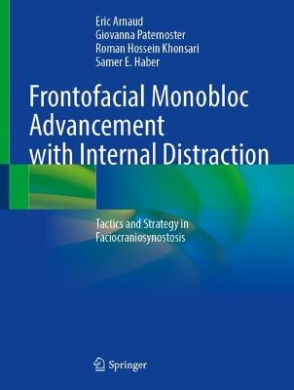 Eric Arnaud
Giovanna Paternoster
Roman Hossein Khonsari
Samer E. Haber
Frontofacial Monobloc
Advancement
with Internal Distraction
Tactics and Strategy in
Faciocraniosynostosis
Springer